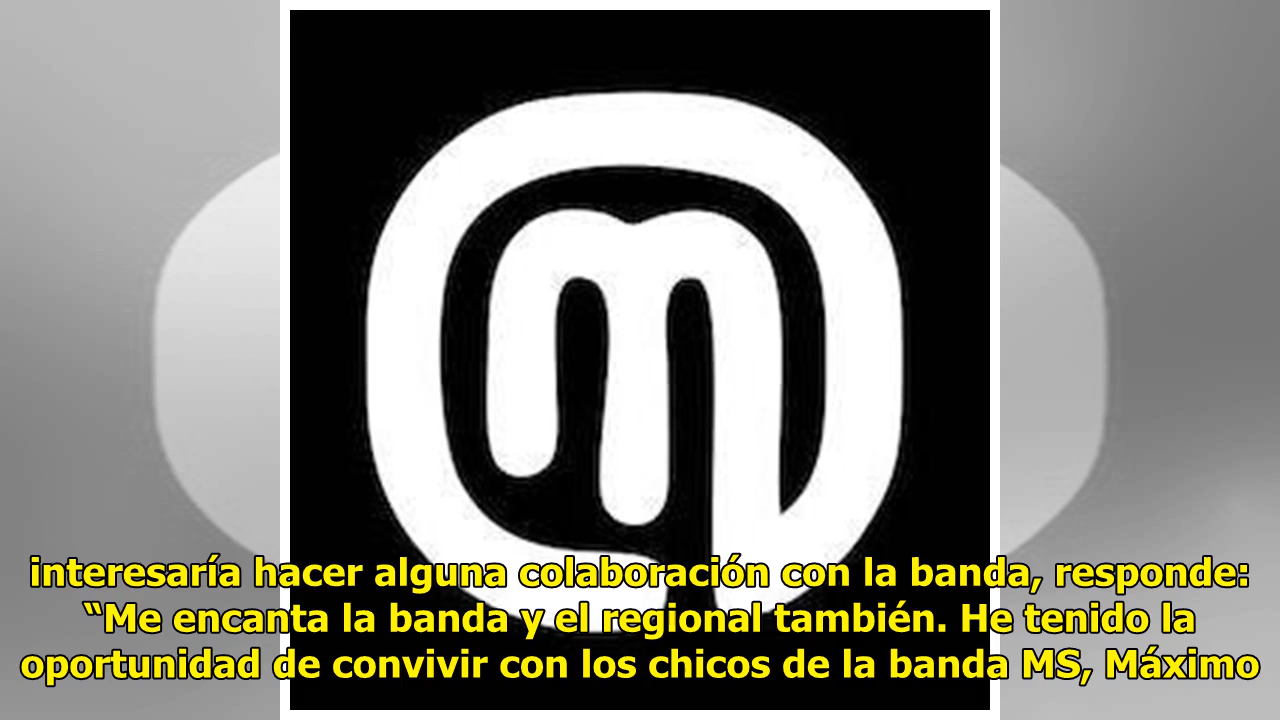 interesaría hacer alguna colaboración con la banda, responde:
“Me encanta la banda y el regional también. He tenido la
oportunidad de convivir con los chicos de la banda MS, Máximo